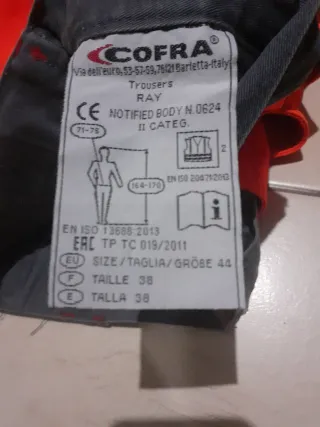 COFRA®
Via dell'euro, 53-57-59, 76121 Barletta-Italy
Trousers
RAY
CE NOTIFIED BODY N.0624
II CATEG.
71-76
2
164-170
EN ISO 20471:2013
i
EN ISO 13688:2013
EAC TP TC 019/2011
EU SIZE/TAGLIA/GRÖßE 44
F TAILLE 38
E TALLA 38